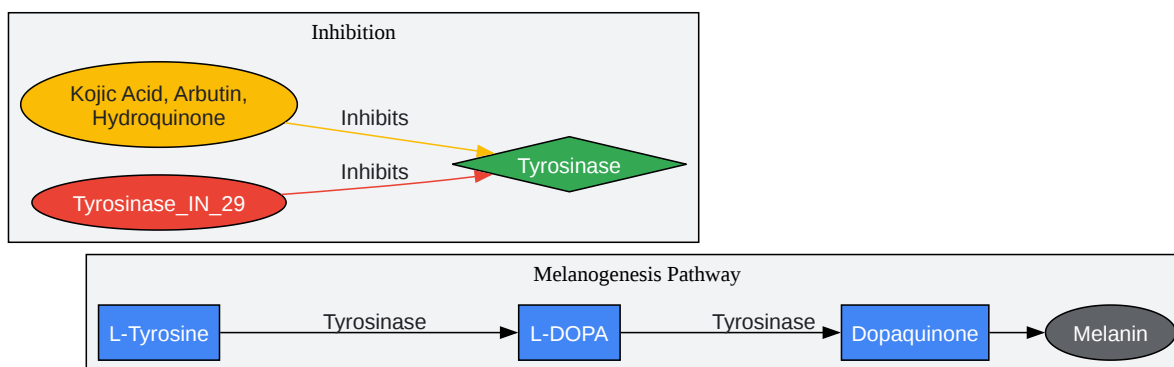 Inhibition
Kojic Acid, Arbutin,
Hydroquinone
Inhibits
Tyrosinase
Inhibits
Tyrosinase_IN_29
Melanogenesis Pathway
L-Tyrosine
Tyrosinase
L-DOPA
Tyrosinase
Dopaquinone
Melanin